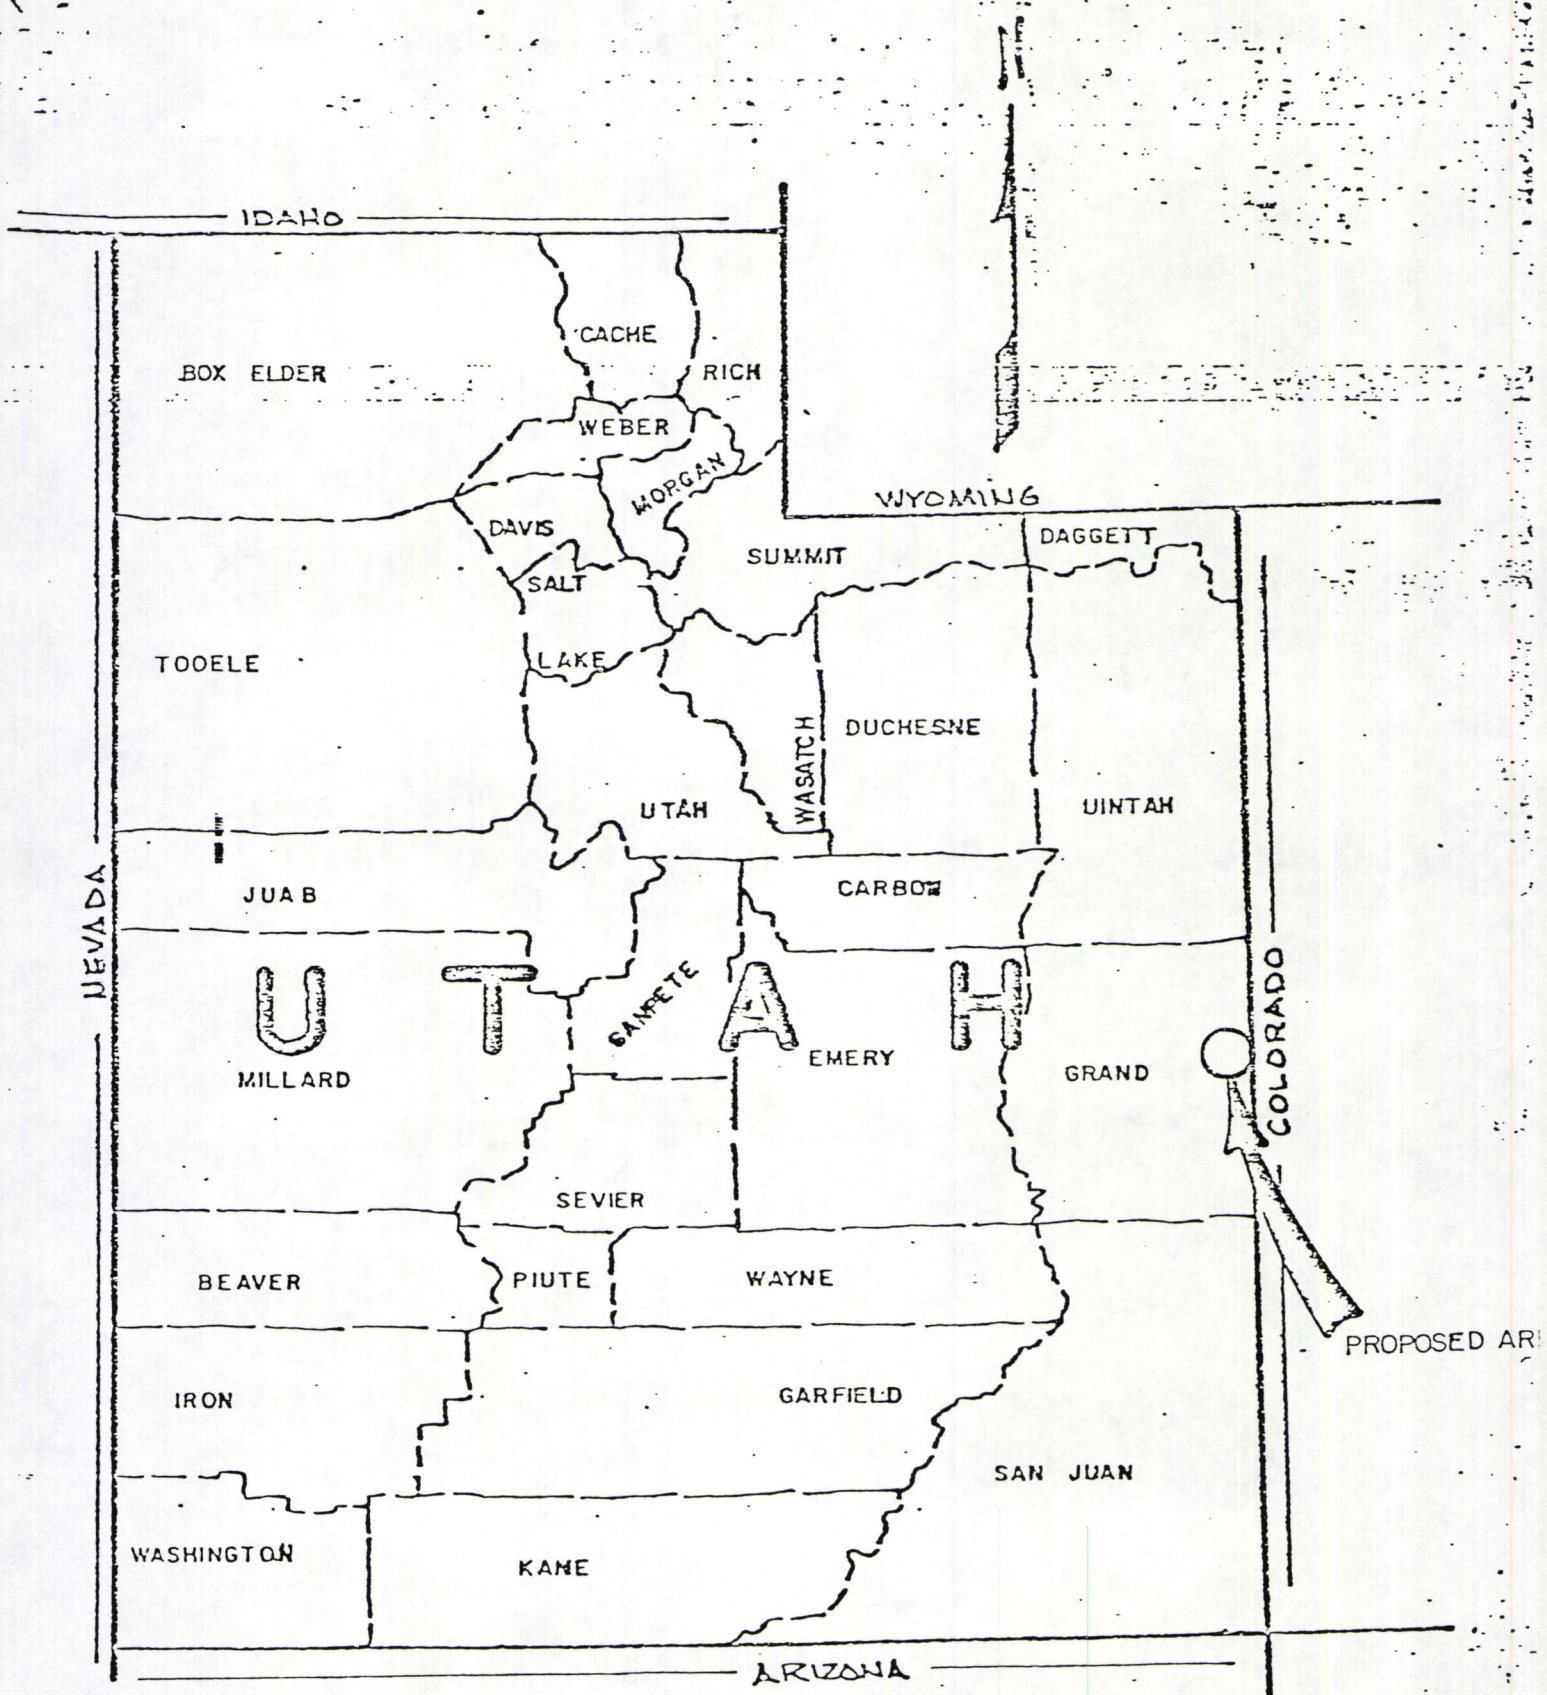 IDAHO
CACHE
BOX ELDER
RICH
WEBER
MORGAN
WYOMING
DAVIS
DAGGETT
SUMMIT
SALT
LAKE
TOOELE
WASATCH
DUCHESNE
UTAH
UINTAH
NEVADA
JUAB
CARBON
UTAH
SANPETE
COLORADO
EMERY
GRAND
MILLARD
SEVIER
BEAVER
PIUTE
WAYNE
PROPOSED
IRON
GARFIELD
SAN JUAN
WASHINGTON
KANE
ARIZONA